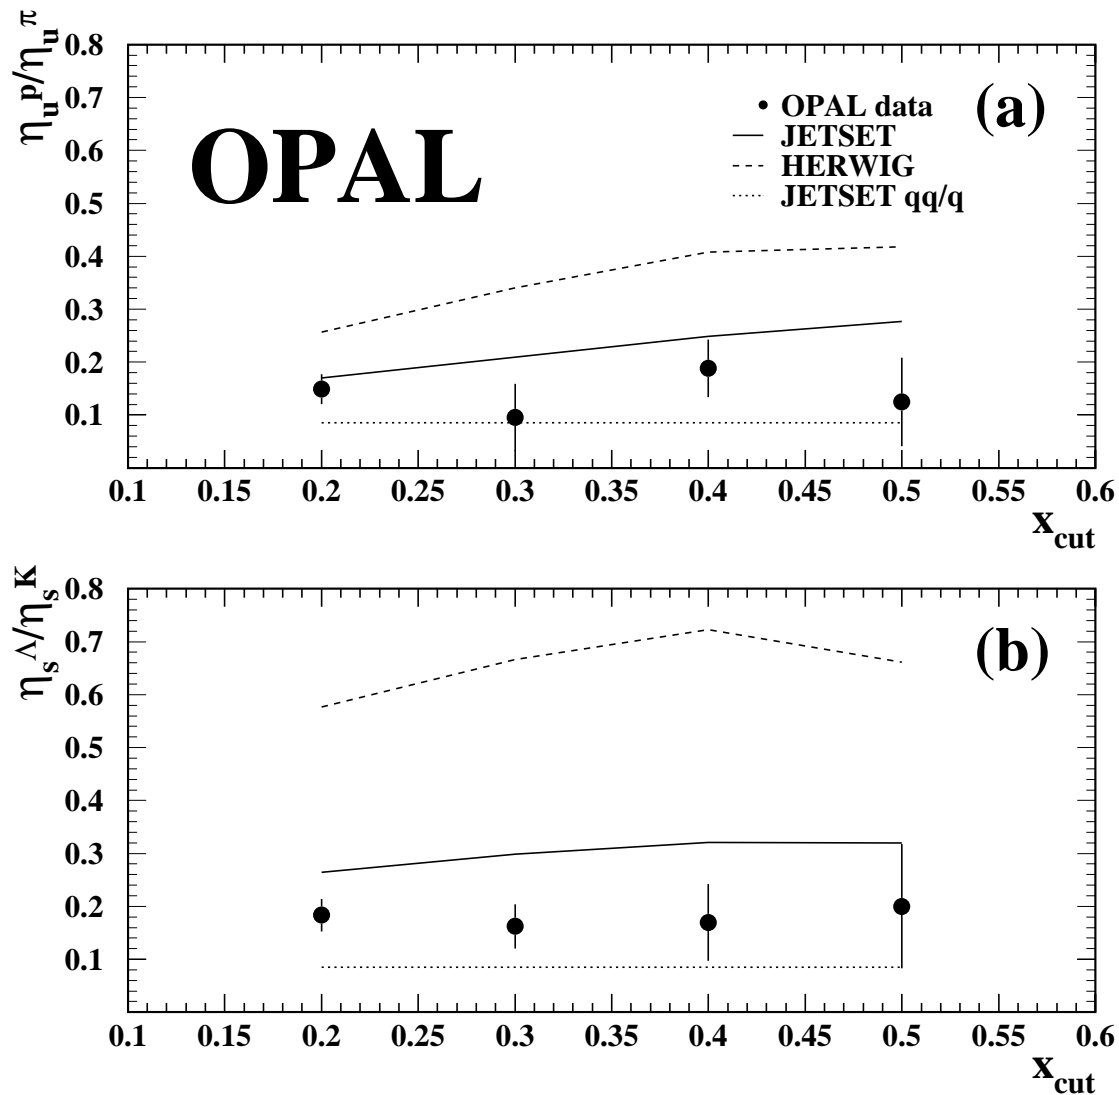 η_u^p/η_u^π
0.8
0.7
0.6
0.5
0.4
0.3
0.2
0.1
OPAL
(a)
OPAL data
JETSET
HERWIG
JETSET qq/q
0.1 0.15 0.2 0.25 0.3 0.35 0.4 0.45 0.5 0.55 0.6
x_cut
η_s^Λ/η_s^K
0.8
0.7
0.6
0.5
0.4
0.3
0.2
0.1
(b)
0.1 0.15 0.2 0.25 0.3 0.35 0.4 0.45 0.5 0.55 0.6
x_cut